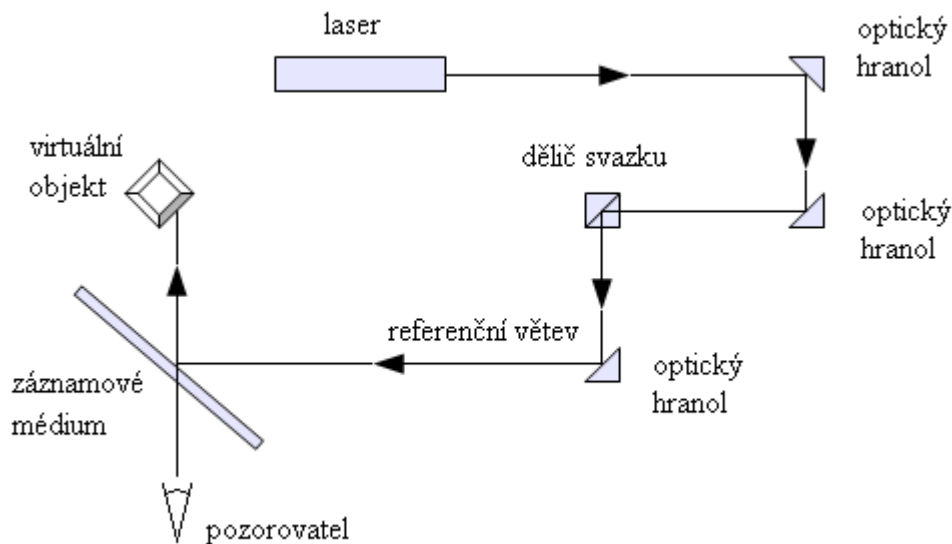 laser
optický
hranol
virtuální
objekt
dělič svazku
optický
hranol
referenční větev
optický
hranol
záznamové
médium
pozorovatel